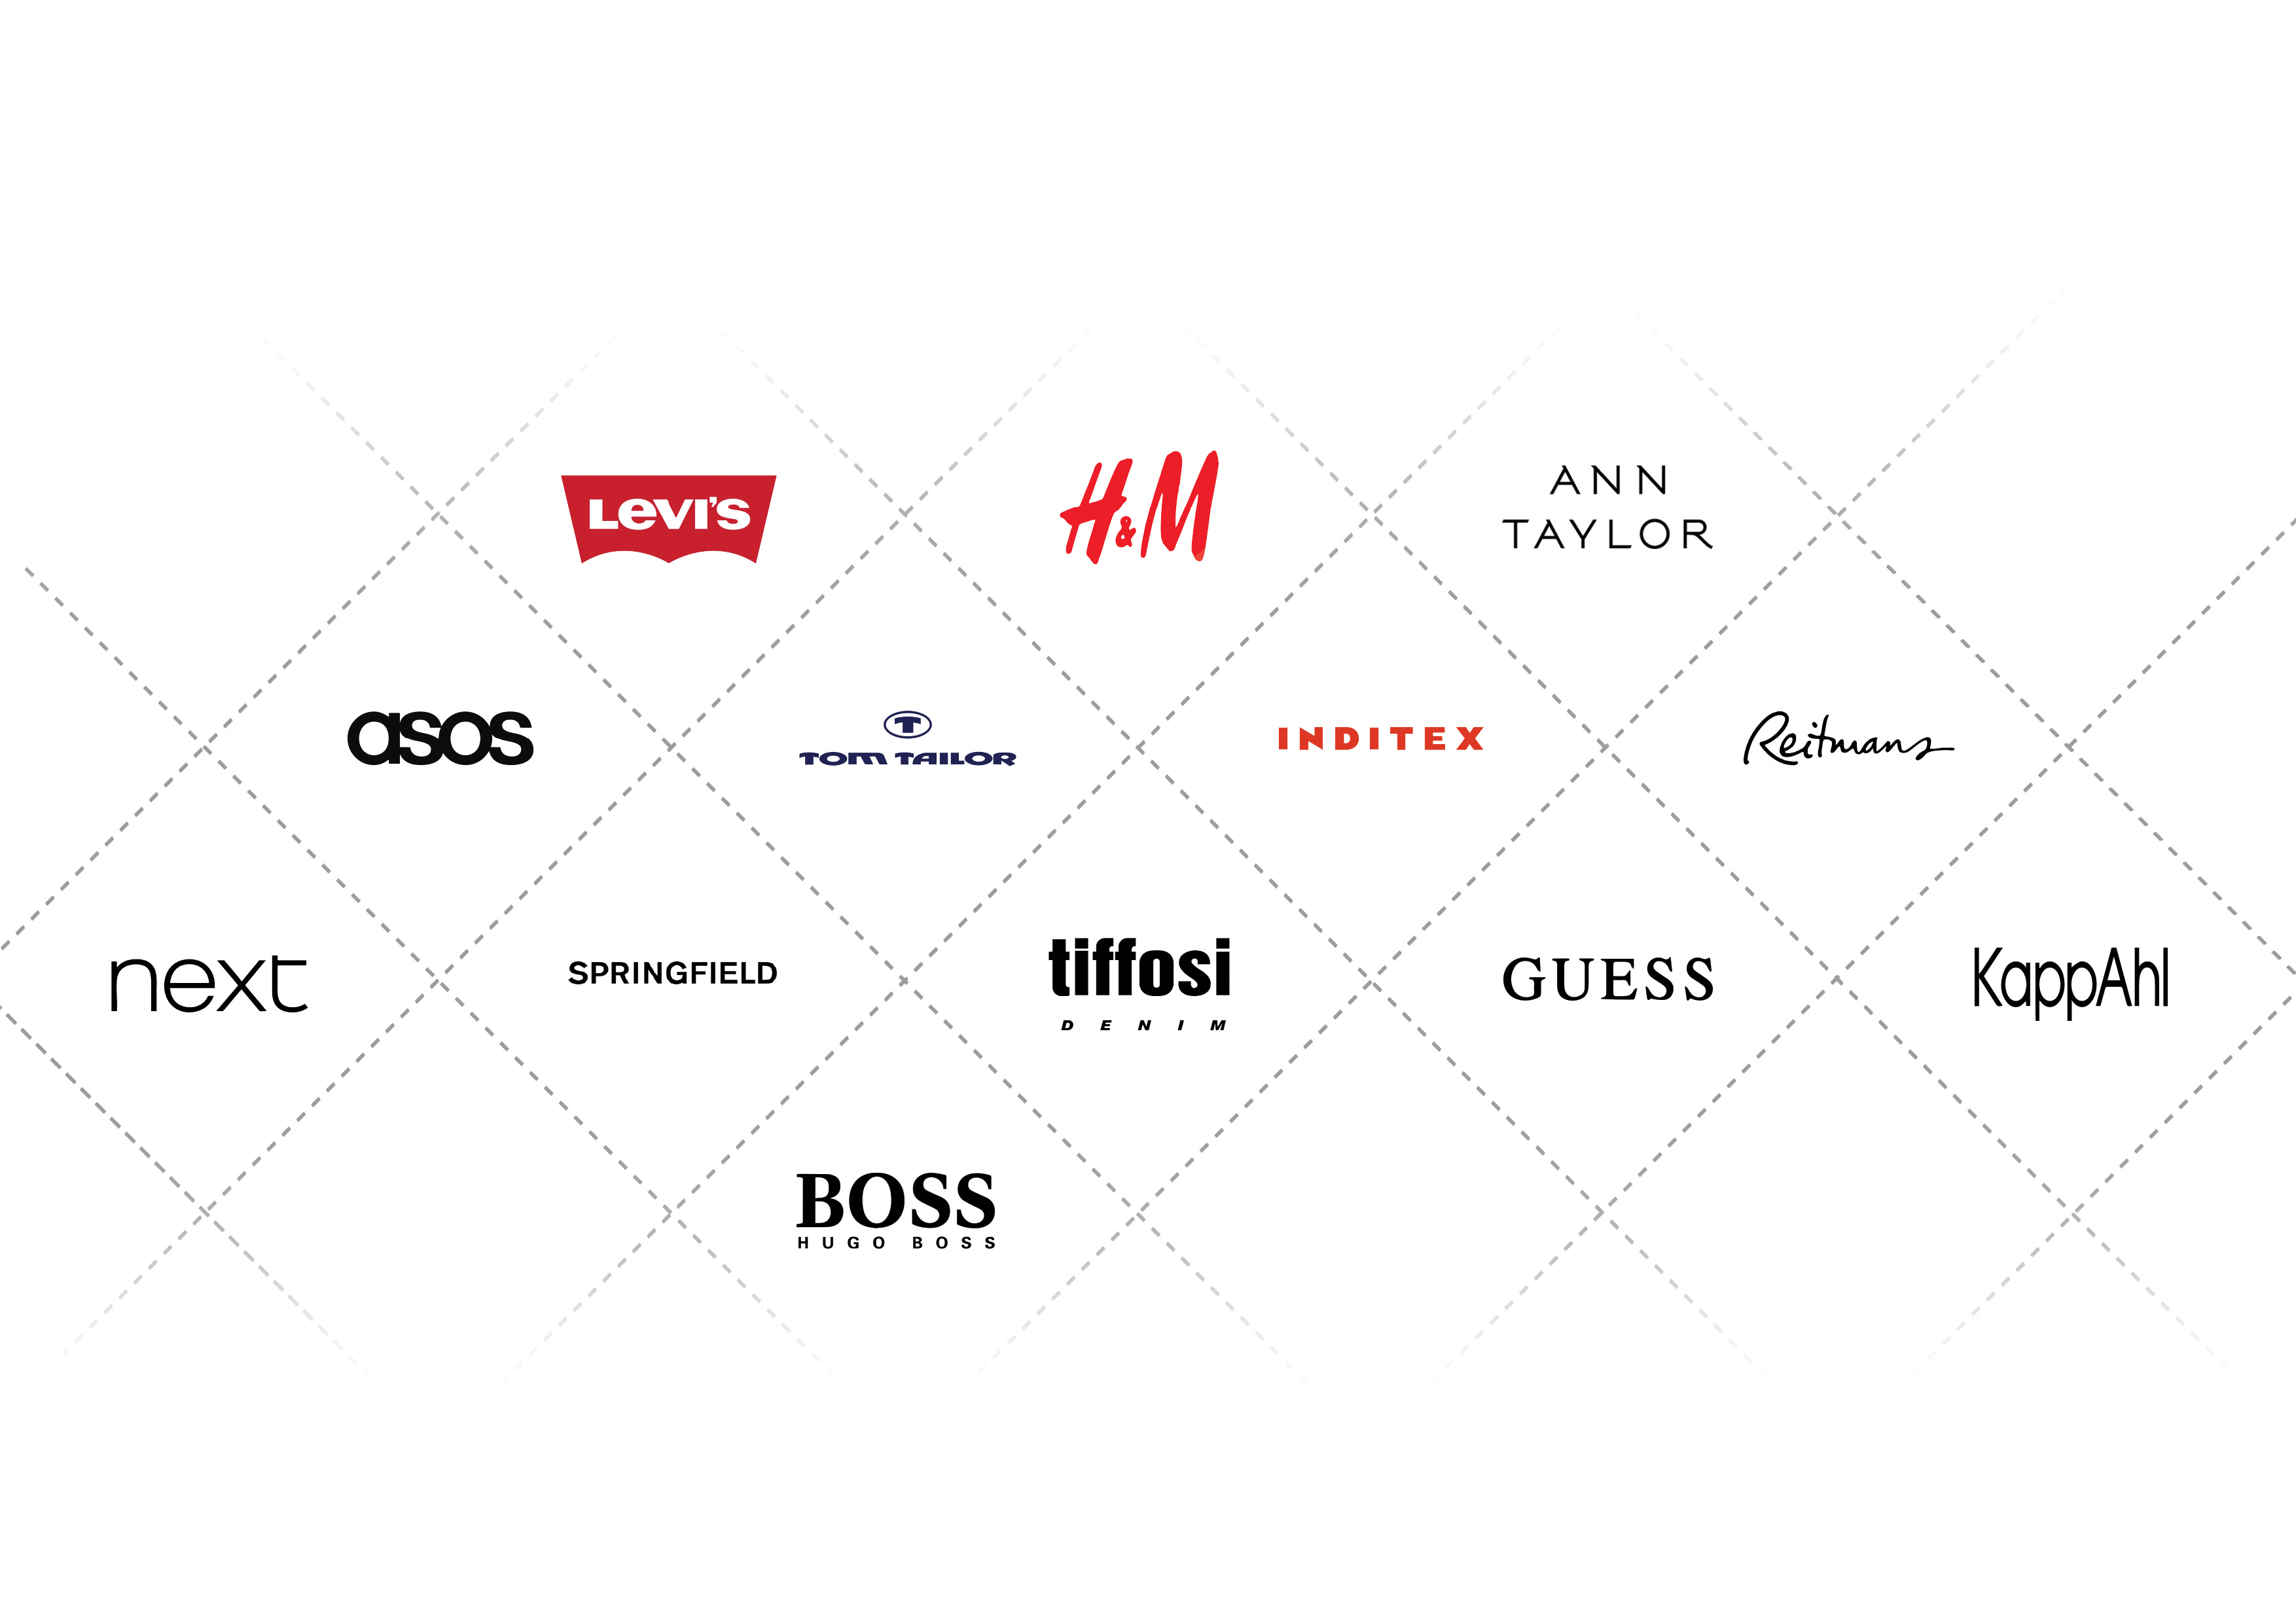 Levi's
H&M
ANN
TAYLOR
asos
T
TOM TAILOR
INDITEX
Reitmans
next
SPRINGFIELD
tiffosi
DENIM
GUESS
KappAhl
BOSS
HUGO BOSS